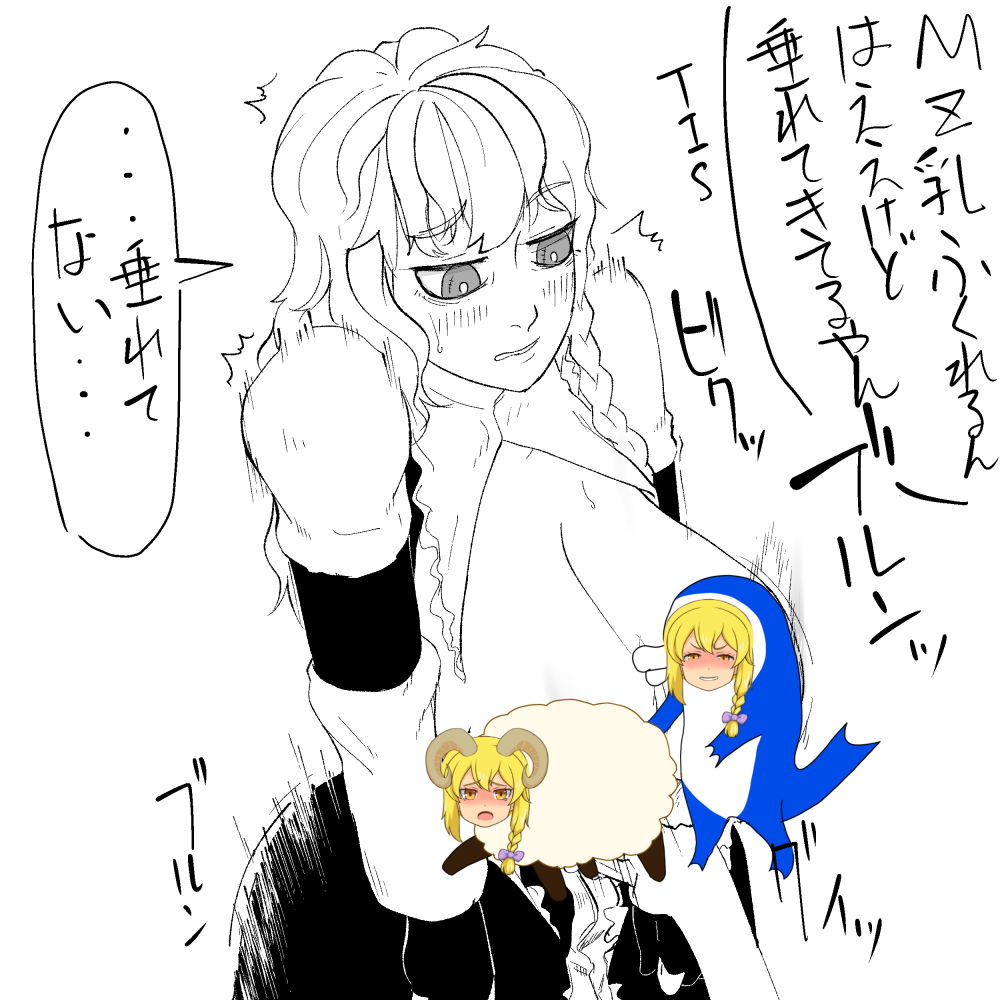 MZ乳ふくれるん
はええけど
垂れてきてるやん
TIS
ビクッ
ブルンッ
・・・垂れて
ない・・・
ブルン
グイッ